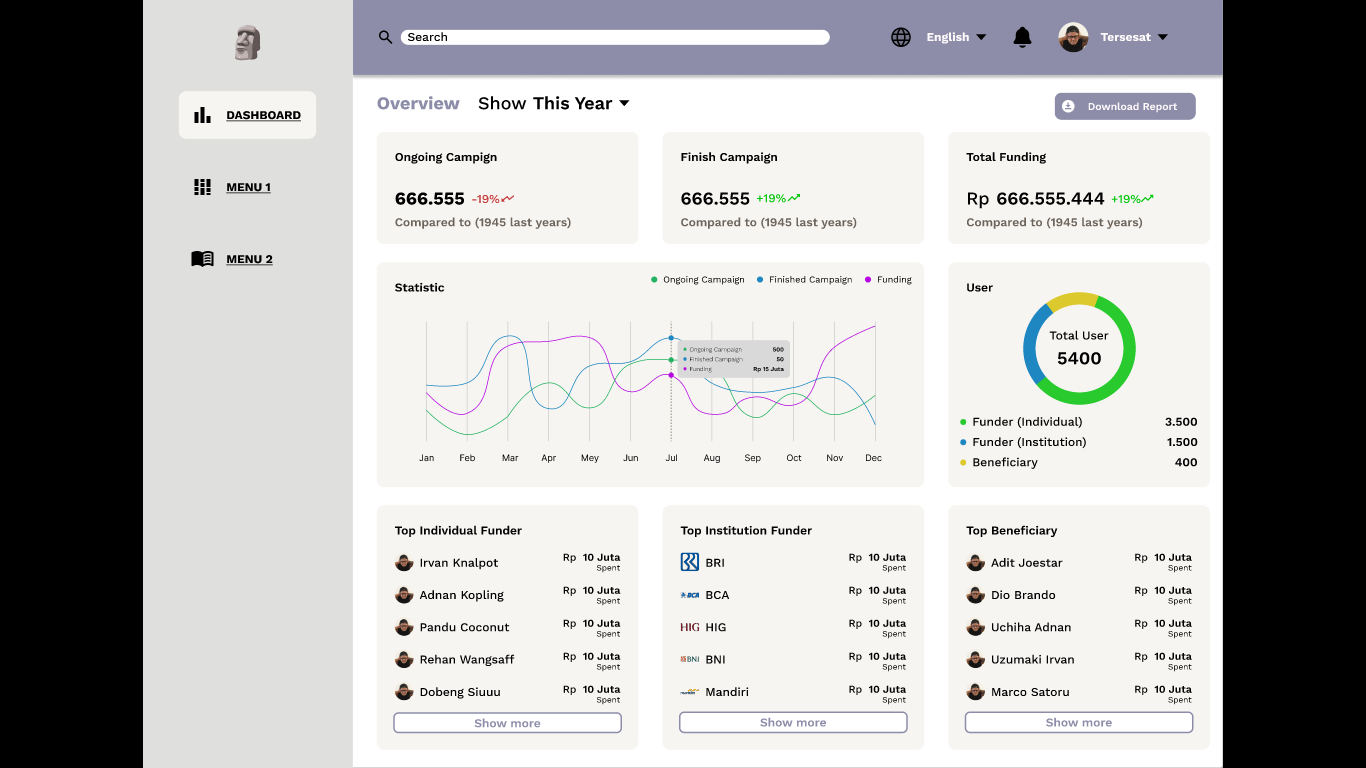 Search
English
Tersesat
DASHBOARD
MENU 1
MENU 2
Overview Show This Year
Download Report
Ongoing Campign
666.555 -19%
Compared to (1945 last years)
Finish Campaign
666.555 +19%
Compared to (1945 last years)
Total Funding
Rp 666.555.444 +19%
Compared to (1945 last years)
Statistic
Ongoing Campaign Finished Campaign Funding
Ongoing Campaign 500
Finished Campaign 50
Funding Rp 15 Juta
Jan Feb Mar Apr Mey Jun Jul Aug Sep Oct Nov Dec
User
Total User
5400
Funder (Individual) 3.500
Funder (Institution) 1.500
Beneficiary 400
Top Individual Funder
Irvan Knalpot Rp 10 Juta
Spent
Adnan Kopling Rp 10 Juta
Spent
Pandu Coconut Rp 10 Juta
Spent
Rehan Wangsaff Rp 10 Juta
Spent
Dobeng Siuuu Rp 10 Juta
Spent
Show more
Top Institution Funder
BRI Rp 10 Juta
Spent
BCA BCA Rp 10 Juta
Spent
HIG HIG Rp 10 Juta
Spent
BNI BNI Rp 10 Juta
Spent
mandiri Mandiri Rp 10 Juta
Spent
Show more
Top Beneficiary
Adit Joestar Rp 10 Juta
Spent
Dio Brando Rp 10 Juta
Spent
Uchiha Adnan Rp 10 Juta
Spent
Uzumaki Irvan Rp 10 Juta
Spent
Marco Satoru Rp 10 Juta
Spent
Show more